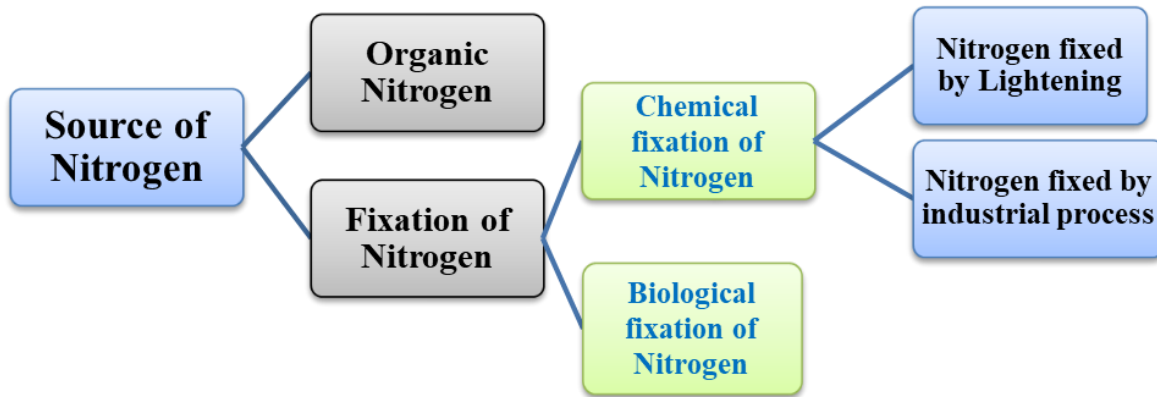 Source of
Nitrogen
Organic
Nitrogen
Fixation of
Nitrogen
Chemical
fixation of
Nitrogen
Biological
fixation of
Nitrogen
Nitrogen fixed
by Lightening
Nitrogen fixed by
industrial process